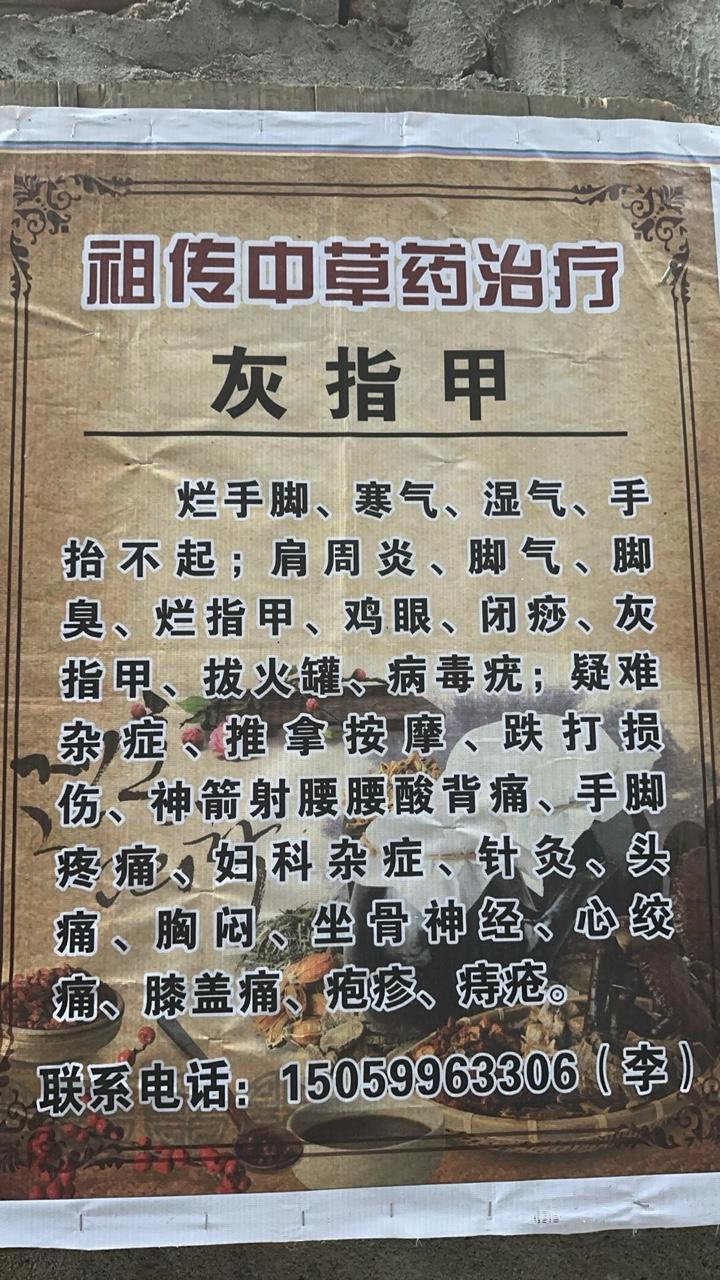 祖传中草药治疗
灰指甲
烂手脚、寒气、湿气、手
抬不起；肩周炎、脚气、脚
臭、烂指甲、鸡眼、闭痧、灰
指甲、拔火罐、病毒疣；疑难
杂症、推拿按摩、跌打损
伤、神箭射腰腰酸背痛、手脚
疼痛、妇科杂症、针灸、头
痛、胸闷、坐骨神经、心绞
痛、膝盖痛、疱疹、痔疮。
联系电话：15059963306（李）